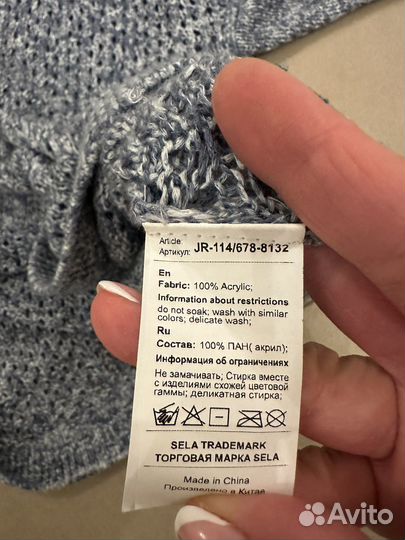 Article:
Артикул: JR-114/678-8132
En
Fabric: 100% Acrylic;
Information about restrictions
do not soak; wash with similar
colors; delicate wash;
Ru
Состав: 100% ПАН( акрил);
Информация об ограничениях
Не замачивать; Стирка вместе
с изделиями схожей цветовой
гаммы; деликатная стирка;
SELA TRADEMARK
ТОРГОВАЯ МАРКА SELA
Made in China
Произведено в Китае
Avito